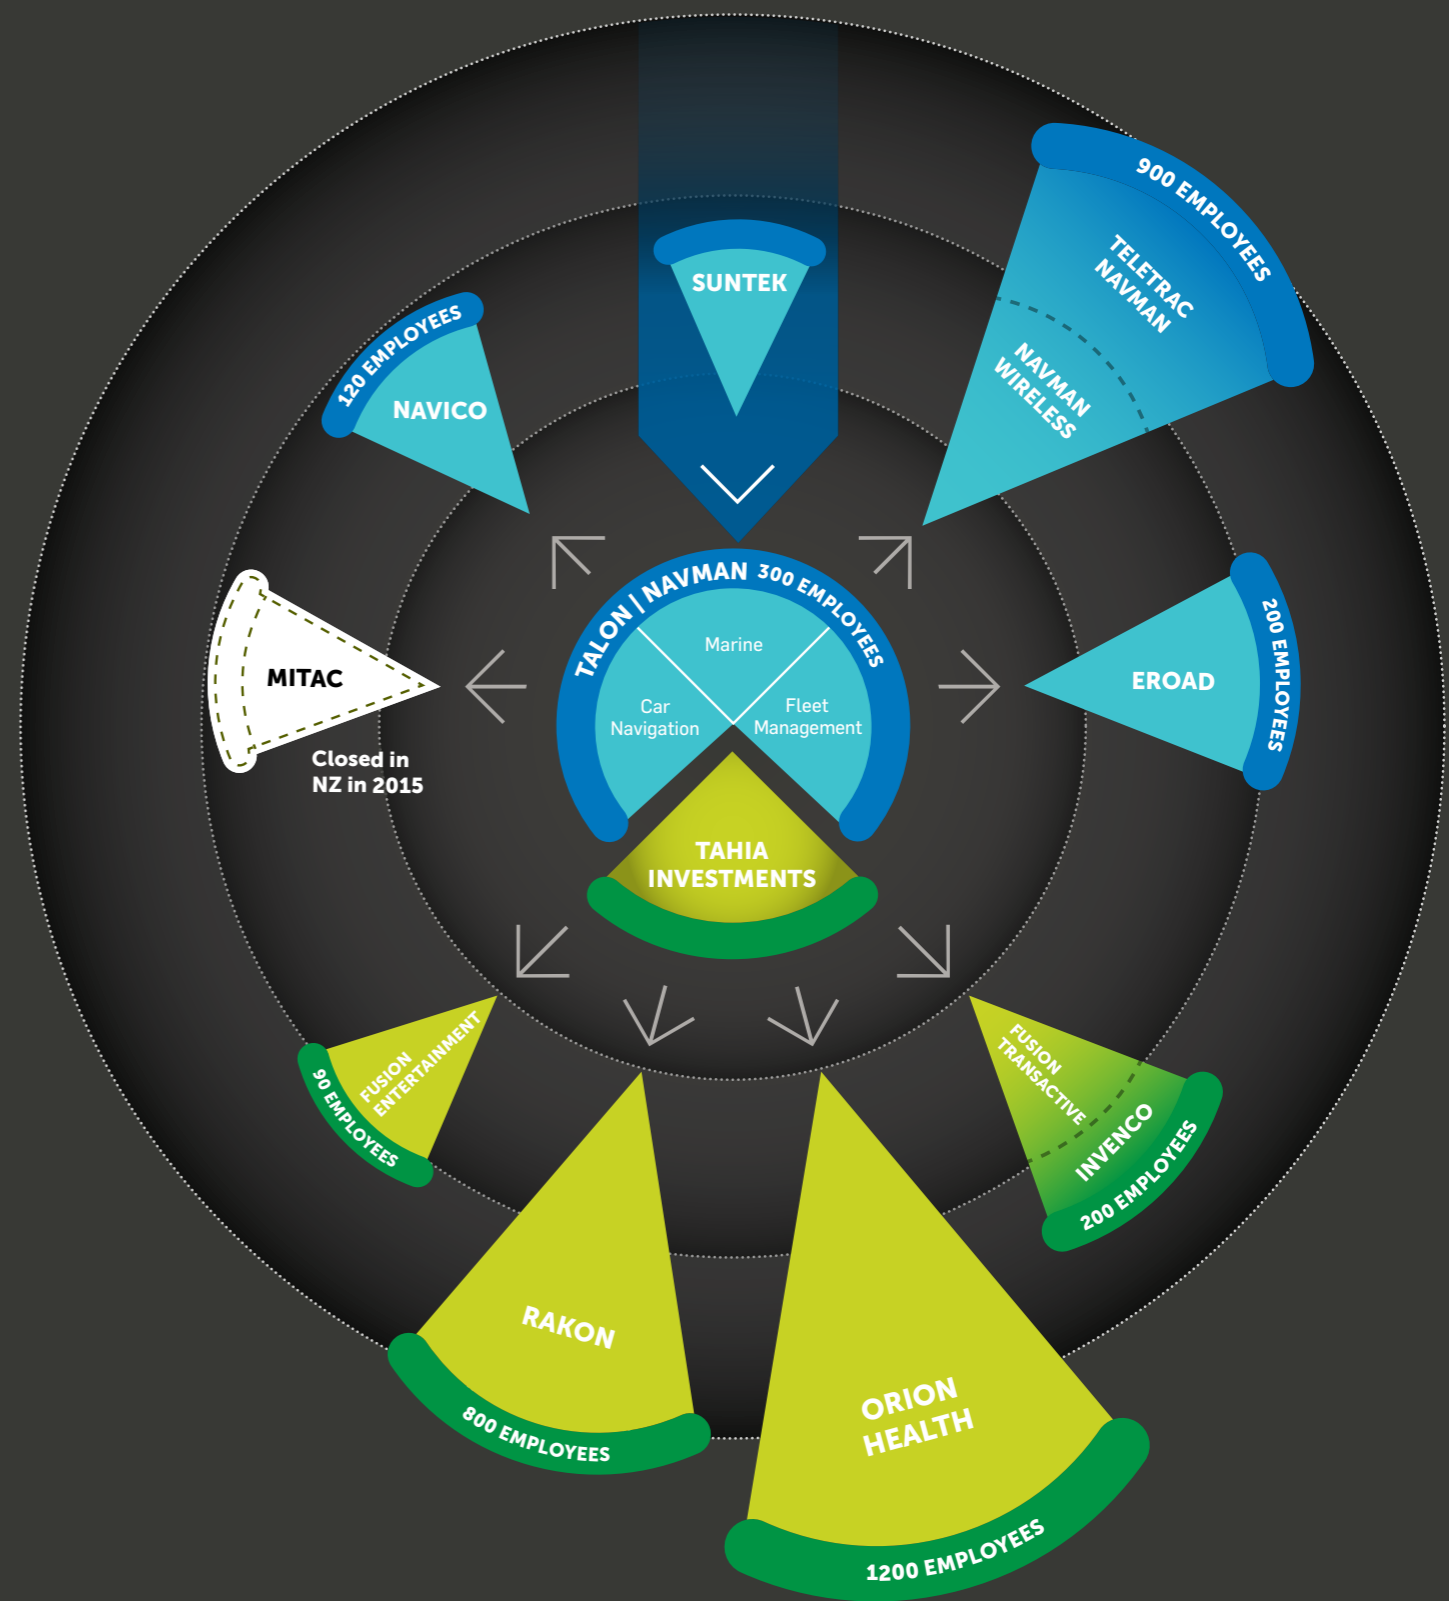 900 EMPLOYEES
TELETRAC
NAVMAN
NAVMAN
WIRELESS
SUNTEK
120 EMPLOYEES
NAVICO
TALON | NAVMAN 300 EMPLOYEES
Marine
Car
Navigation
Fleet
Management
MITAC
Closed in
NZ in 2015
EROAD
200 EMPLOYEES
TAHIA
INVESTMENTS
FUSION
ENTERTAINMENT
90 EMPLOYEES
FUSION
TRANSACTIVE
INVENCO
200 EMPLOYEES
RAKON
800 EMPLOYEES
ORION
HEALTH
1200 EMPLOYEES